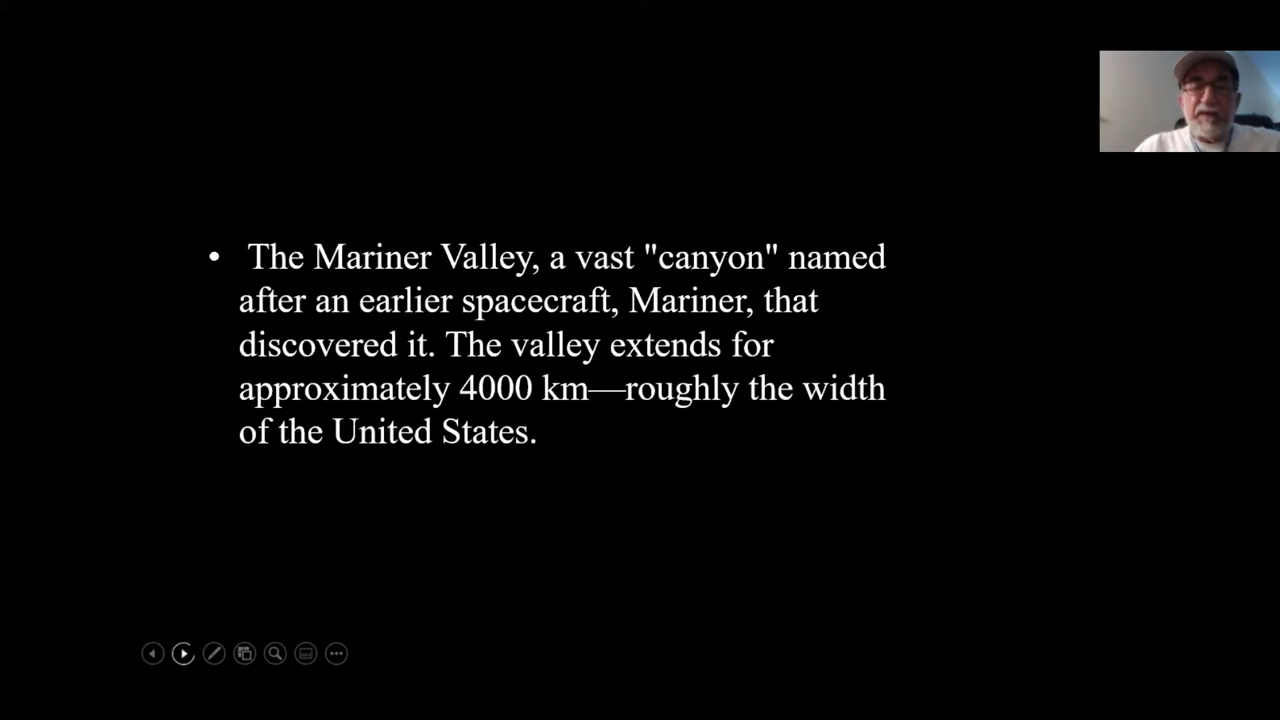 • The Mariner Valley, a vast "canyon" named
after an earlier spacecraft, Mariner, that
discovered it. The valley extends for
approximately 4000 km—roughly the width
of the United States.